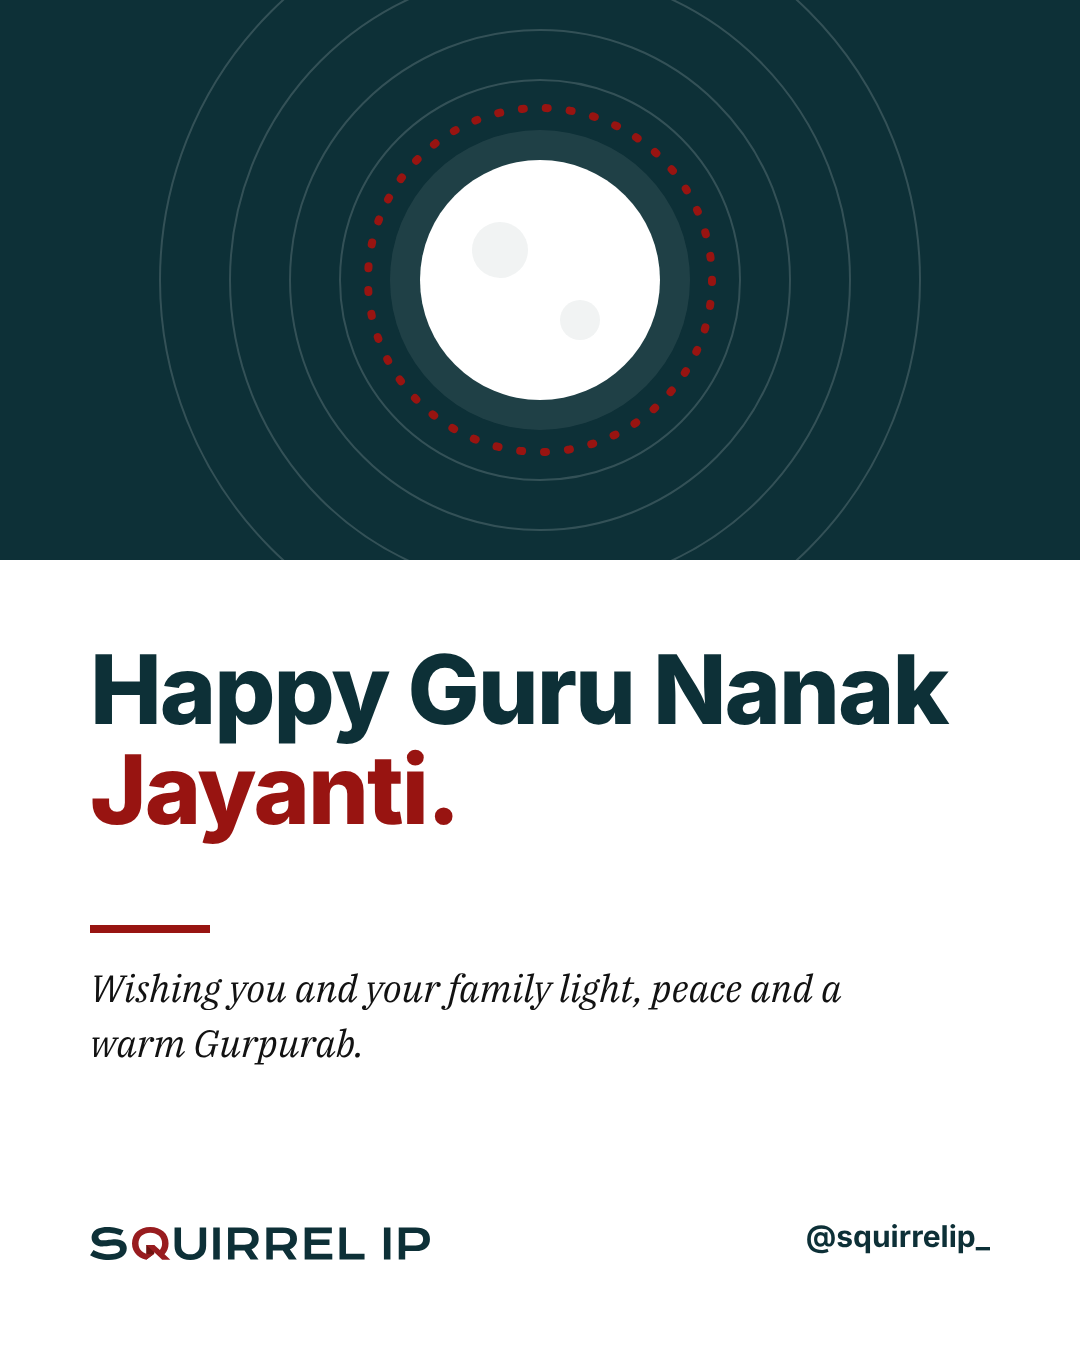 Happy Guru Nanak
Jayanti.
Wishing you and your family light, peace and a
warm Gurpurab.
SQUIRREL IP
@squirrelip_